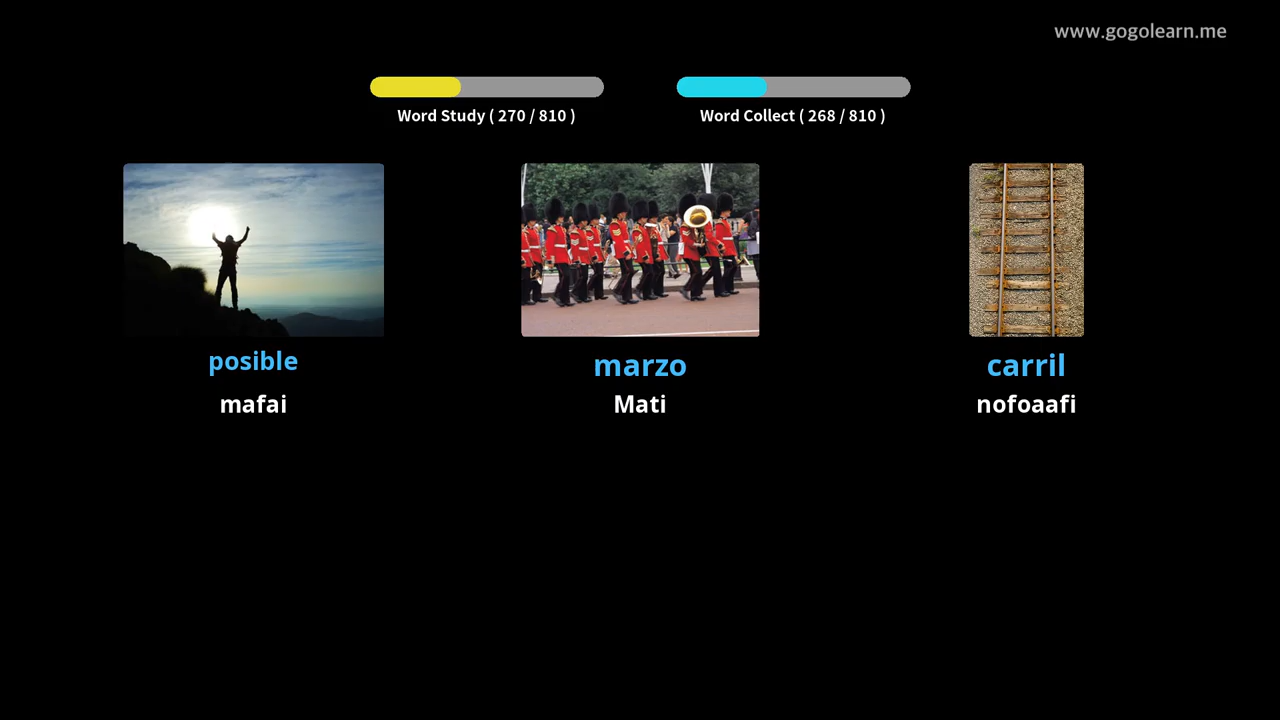 www.gogolearn.me
Word Study ( 270 / 810 )
Word Collect ( 268 / 810 )
posible
marzo
carril
mafai
Mati
nofoaafi